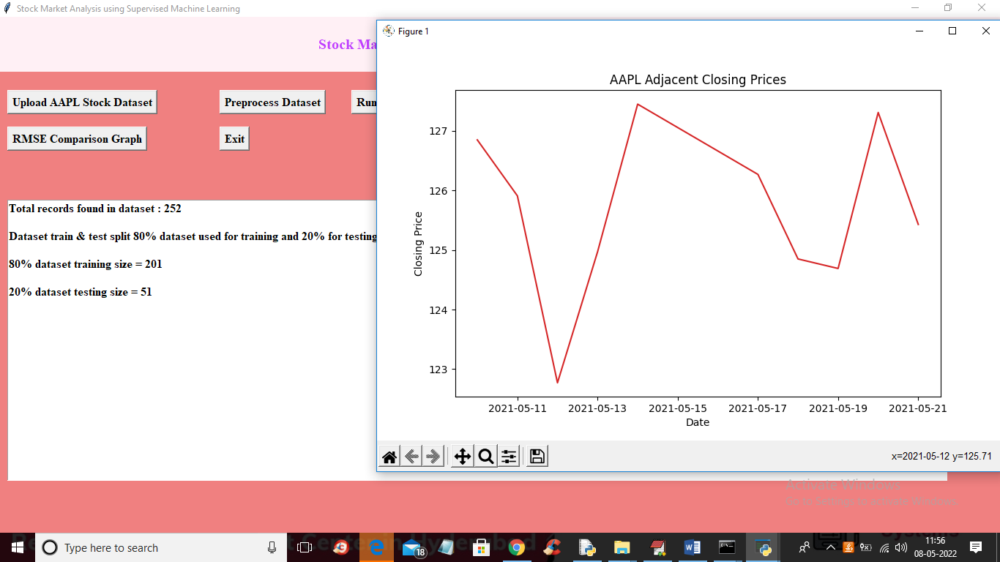 Stock Market Analysis using Supervised Machine Learning
Stock Ma
Upload AAPL Stock Dataset
Preprocess Dataset
Run
RMSE Comparison Graph
Exit
Total records found in dataset : 252
Dataset train & test split 80% dataset used for training and 20% for testing
80% dataset training size = 201
20% dataset testing size = 51
Figure 1
AAPL Adjacent Closing Prices
127
126
125
124
123
Closing Price
2021-05-11 2021-05-13 2021-05-15 2021-05-17 2021-05-19 2021-05-21
Date
x=2021-05-12 y=125.71
Activate Windows
Go to Settings to activate Windows.
Type here to search
18
11:56
08-05-2022